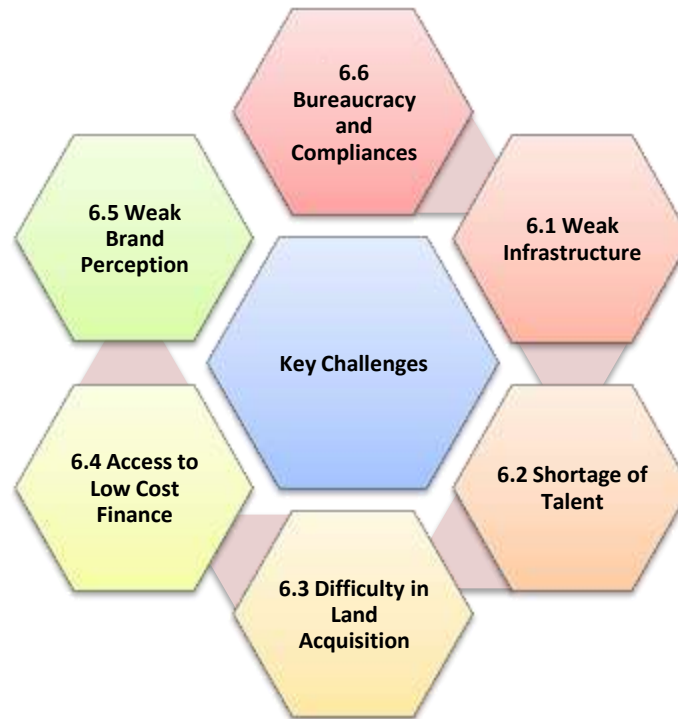 6.6
Bureaucracy
and
Compliances
6.5 Weak
Brand
Perception
6.1 Weak
Infrastructure
Key Challenges
6.4 Access to
Low Cost
Finance
6.2 Shortage of
Talent
6.3 Difficulty in
Land
Acquisition